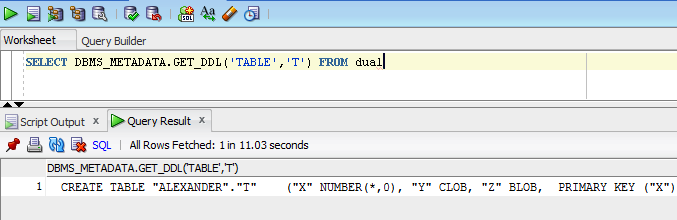 Worksheet Query Builder
SELECT DBMS_METADATA.GET_DDL('TABLE','T') FROM dual
Script Output x Query Result x
SQL | All Rows Fetched: 1 in 11.03 seconds
DBMS_METADATA.GET_DDL('TABLE','T')
1 CREATE TABLE "ALEXANDER"."T" ("X" NUMBER(*,0), "Y" CLOB, "Z" BLOB, PRIMARY KEY ("X")